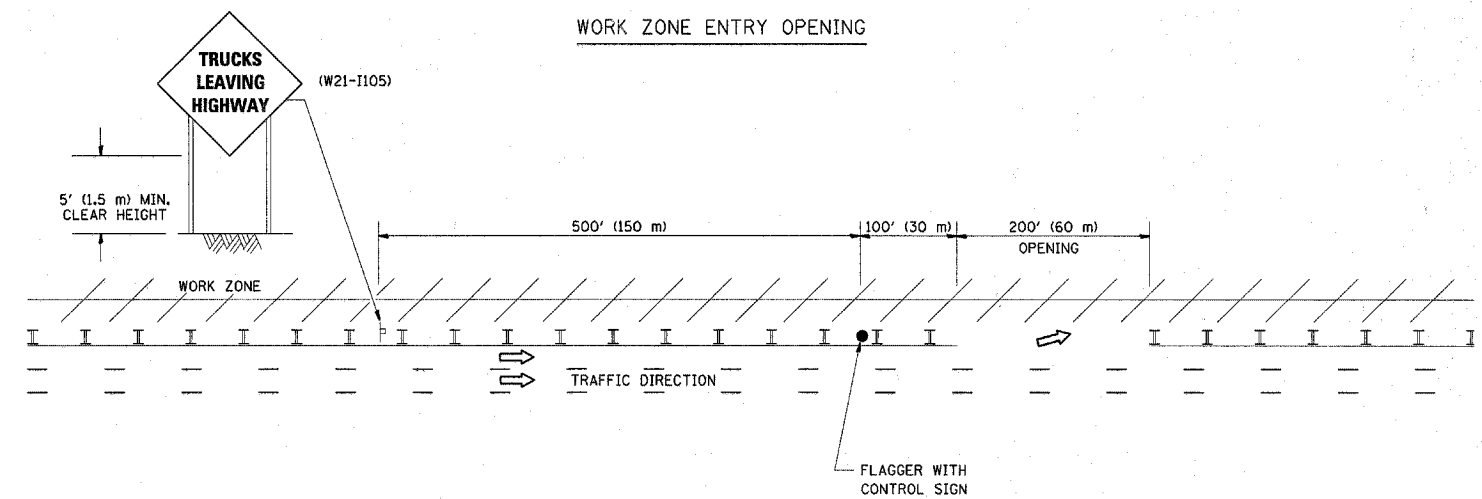 WORK ZONE ENTRY OPENING
TRUCKS
LEAVING
HIGHWAY
(W21-I105)
5' (1.5 m) MIN.
CLEAR HEIGHT
500' (150 m)
100' (30 m)
200' (60 m)
OPENING
WORK ZONE
TRAFFIC DIRECTION
FLAGGER WITH
CONTROL SIGN